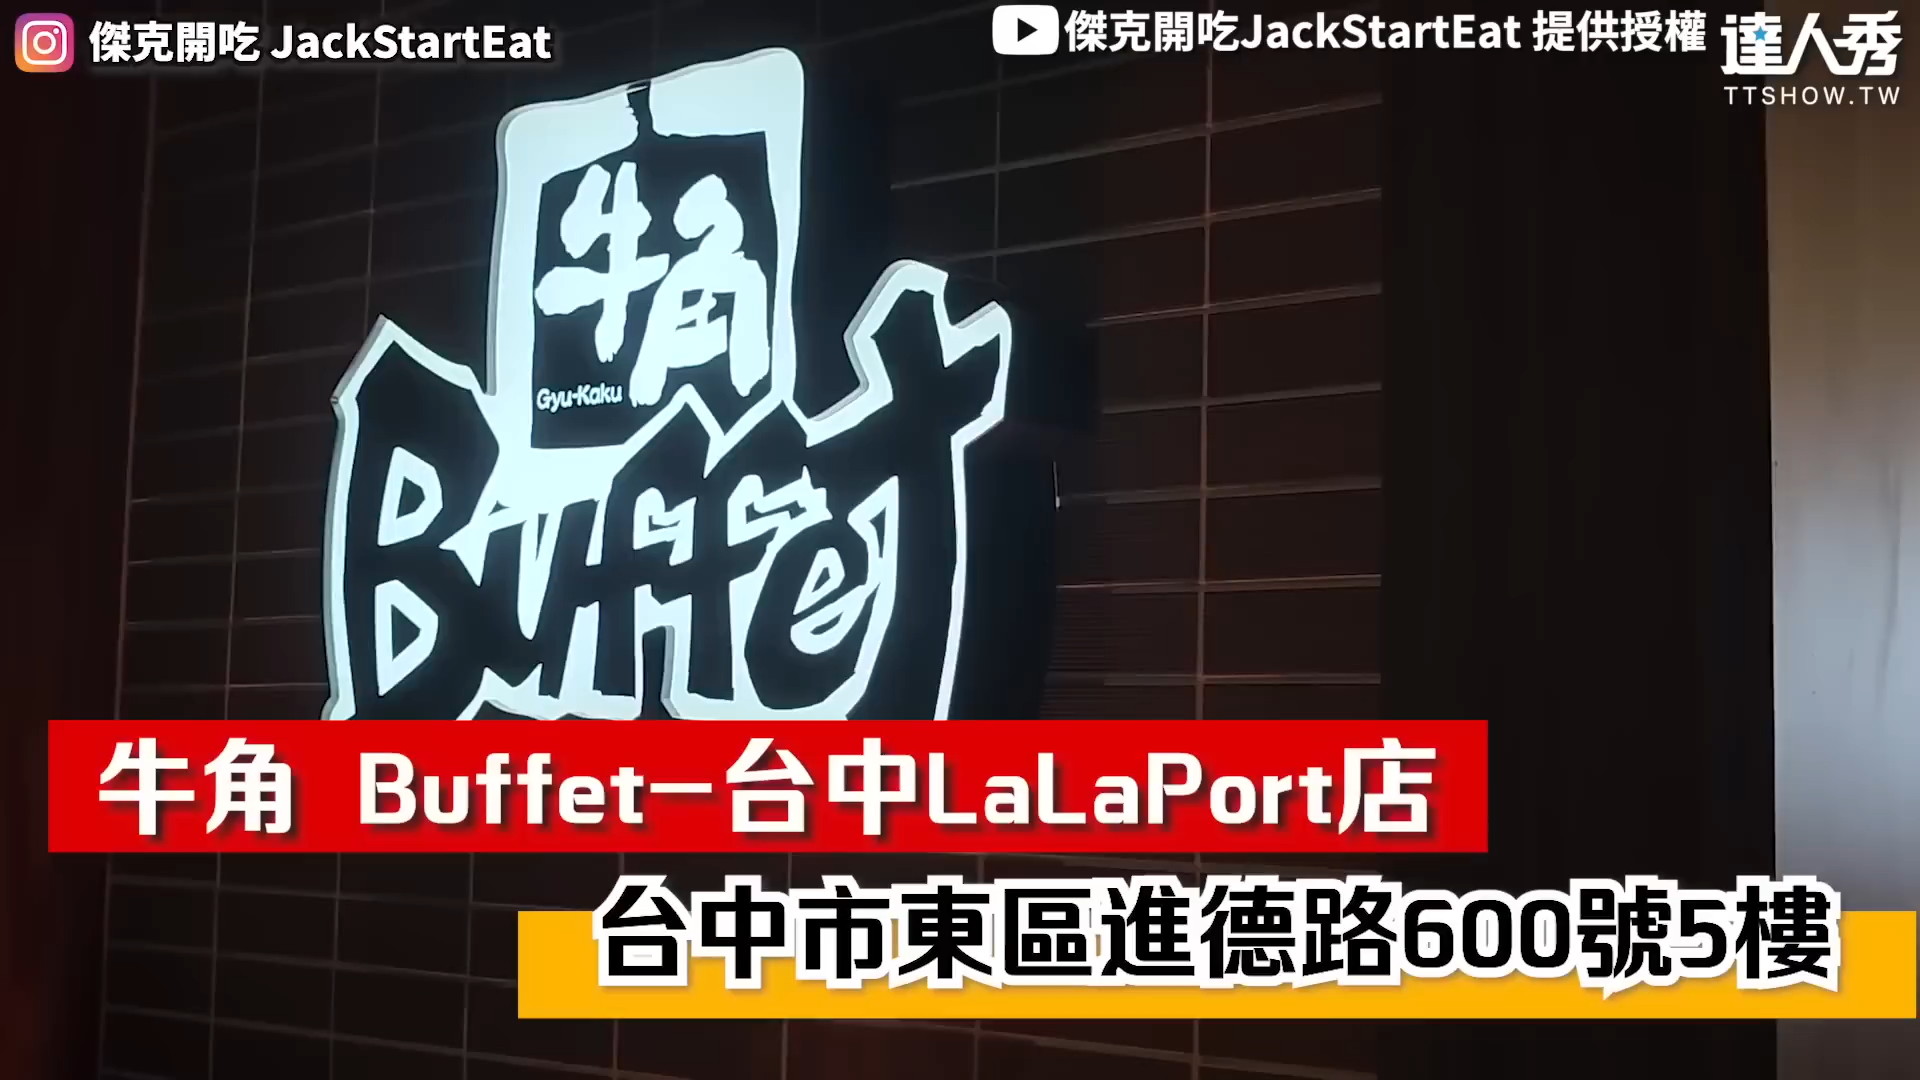 傑克開吃 JackStartEat
傑克開吃JackStartEat 提供授權
達人秀
TTSHOW.TW
牛角
Gyu-Kaku
Buffet
牛角 Buffet-台中LaLaPort店
台中市東區進德路600號5樓